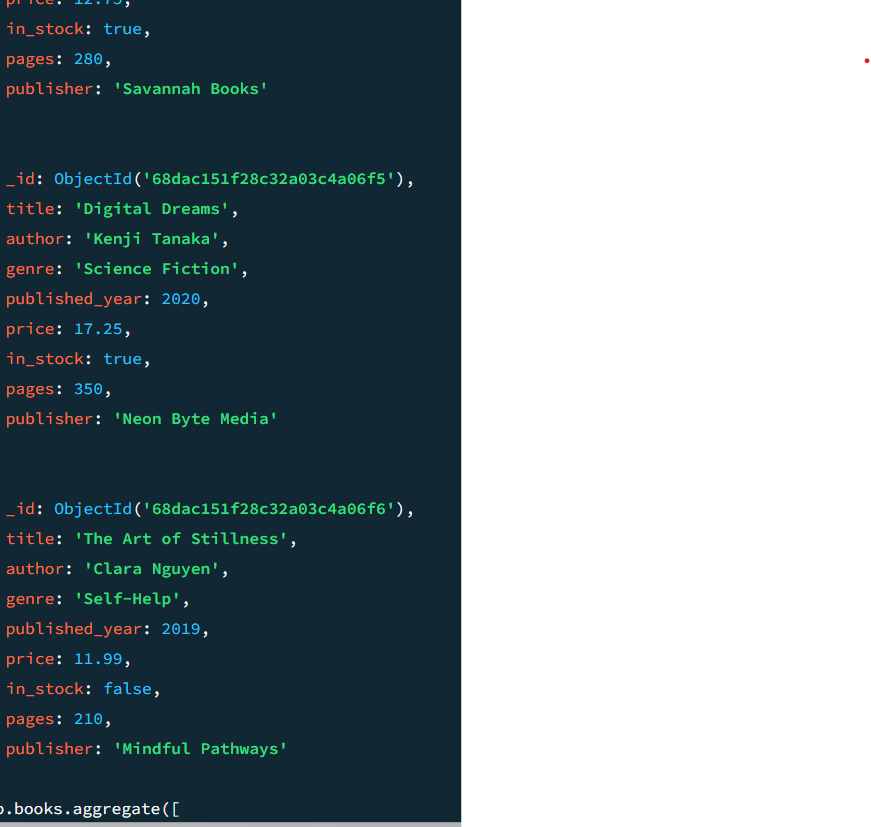 price: 12.75,
in_stock: true,
pages: 280,
publisher: 'Savannah Books'
_id: ObjectId('68dac151f28c32a03c4a06f5'),
title: 'Digital Dreams',
author: 'Kenji Tanaka',
genre: 'Science Fiction',
published_year: 2020,
price: 17.25,
in_stock: true,
pages: 350,
publisher: 'Neon Byte Media'
_id: ObjectId('68dac151f28c32a03c4a06f6'),
title: 'The Art of Stillness',
author: 'Clara Nguyen',
genre: 'Self-Help',
published_year: 2019,
price: 11.99,
in_stock: false,
pages: 210,
publisher: 'Mindful Pathways'
.books.aggregate([